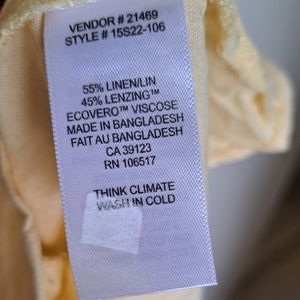 VENDOR # 21469
STYLE # 15S22-106
55% LINEN/LIN
45% LENZING™
ECOVERO™ VISCOSE
MADE IN BANGLADESH
FAIT AU BANGLADESH
CA 39123
RN 106517
THINK CLIMATE
WASH IN COLD